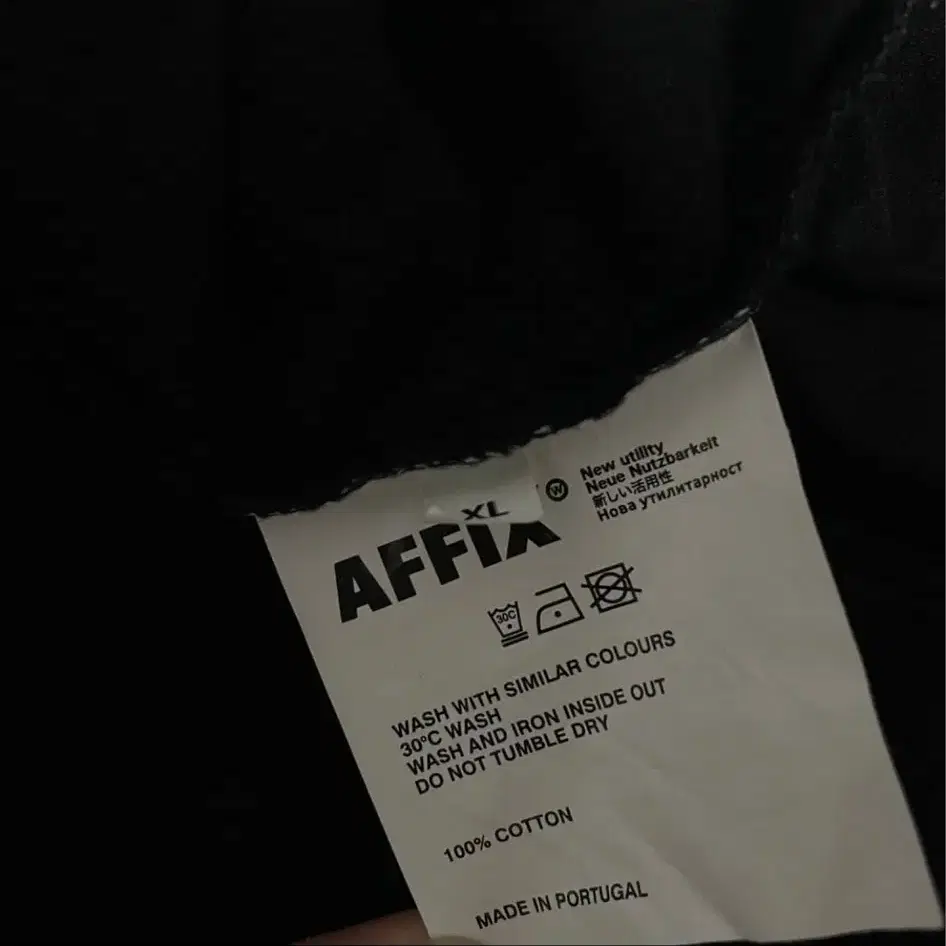 XL
AFFIX
W
New utility
Neue Nutzbarkeit
新しい活用性
Нова утилитарност
30C
WASH WITH SIMILAR COLOURS
30°C WASH
WASH AND IRON INSIDE OUT
DO NOT TUMBLE DRY
100% COTTON
MADE IN PORTUGAL